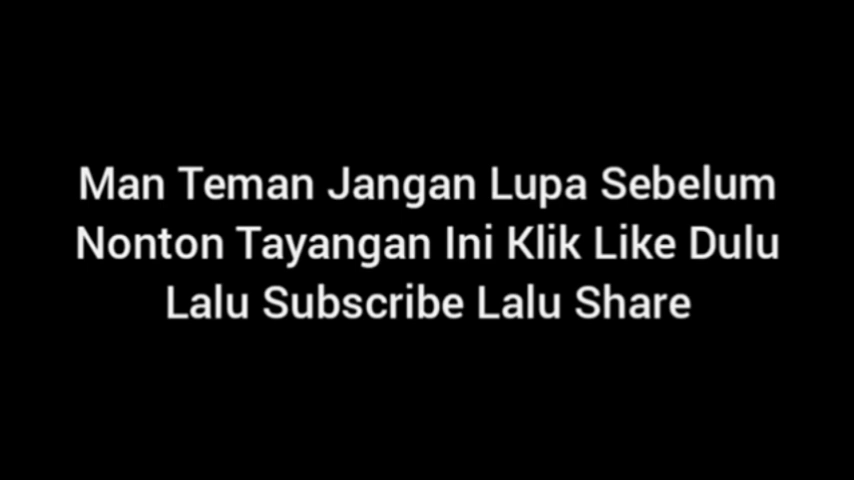 Man Teman Jangan Lupa Sebelum
Nonton Tayangan Ini Klik Like Dulu
Lalu Subscribe Lalu Share